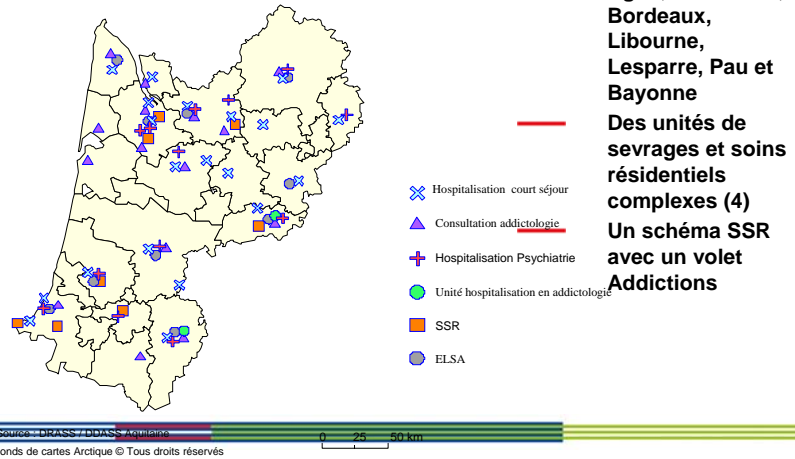 Bordeaux,
Libourne,
Lesparre, Pau et
Bayonne
Des unités de
sevrages et soins
résidentiels
complexes (4)
Un schéma SSR
avec un volet
Addictions
Hospitalisation court séjour
Consultation addictologie
Hospitalisation Psychiatrie
Unité hospitalisation en addictologie
SSR
ELSA
Source : DRASS / DDASS Aquitaine
0 25 50 km
onds de cartes Arctique © Tous droits réservés